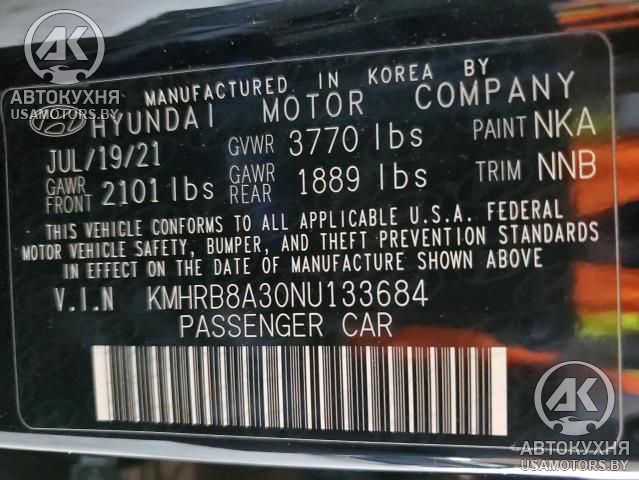 AK
АВТОКУХНЯ
USAMOTORS.BY
MANUFACTURED IN KOREA BY
HYUNDAI MOTOR COMPANY
JUL/19/21 GVWR 3770 lbs PAINT NKA
GAWR FRONT 2101 lbs GAWR REAR 1889 lbs TRIM NNB
THIS VEHICLE CONFORMS TO ALL APPLICABLE U.S.A. FEDERAL
MOTOR VEHICLE SAFETY, BUMPER, AND THEFT PREVENTION STANDARDS
IN EFFECT ON THE DATE OF MANUFACTURE SHOWN ABOVE
V.I.N KMHRB8A30NU133684
PASSENGER CAR
AK
АВТОКУХНЯ
USAMOTORS.BY